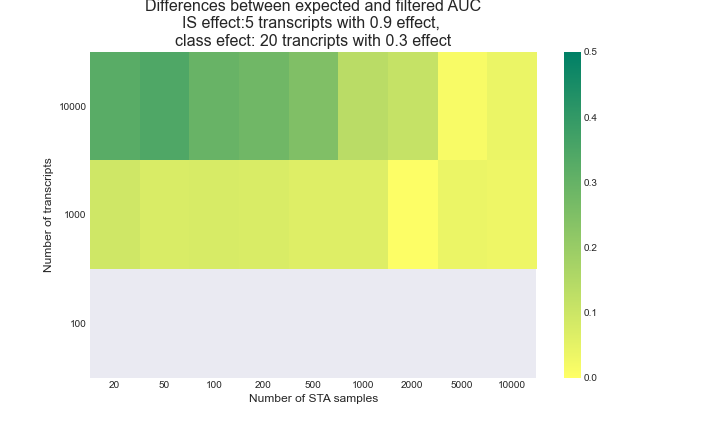 Differences between expected and filtered AUC
IS effect:5 transcripts with 0.9 effect,
class efect: 20 trancripts with 0.3 effect
Number of transcripts
10000
1000
100
20 50 100 200 500 1000 2000 5000 10000
Number of STA samples
0.5
0.4
0.3
0.2
0.1
0.0